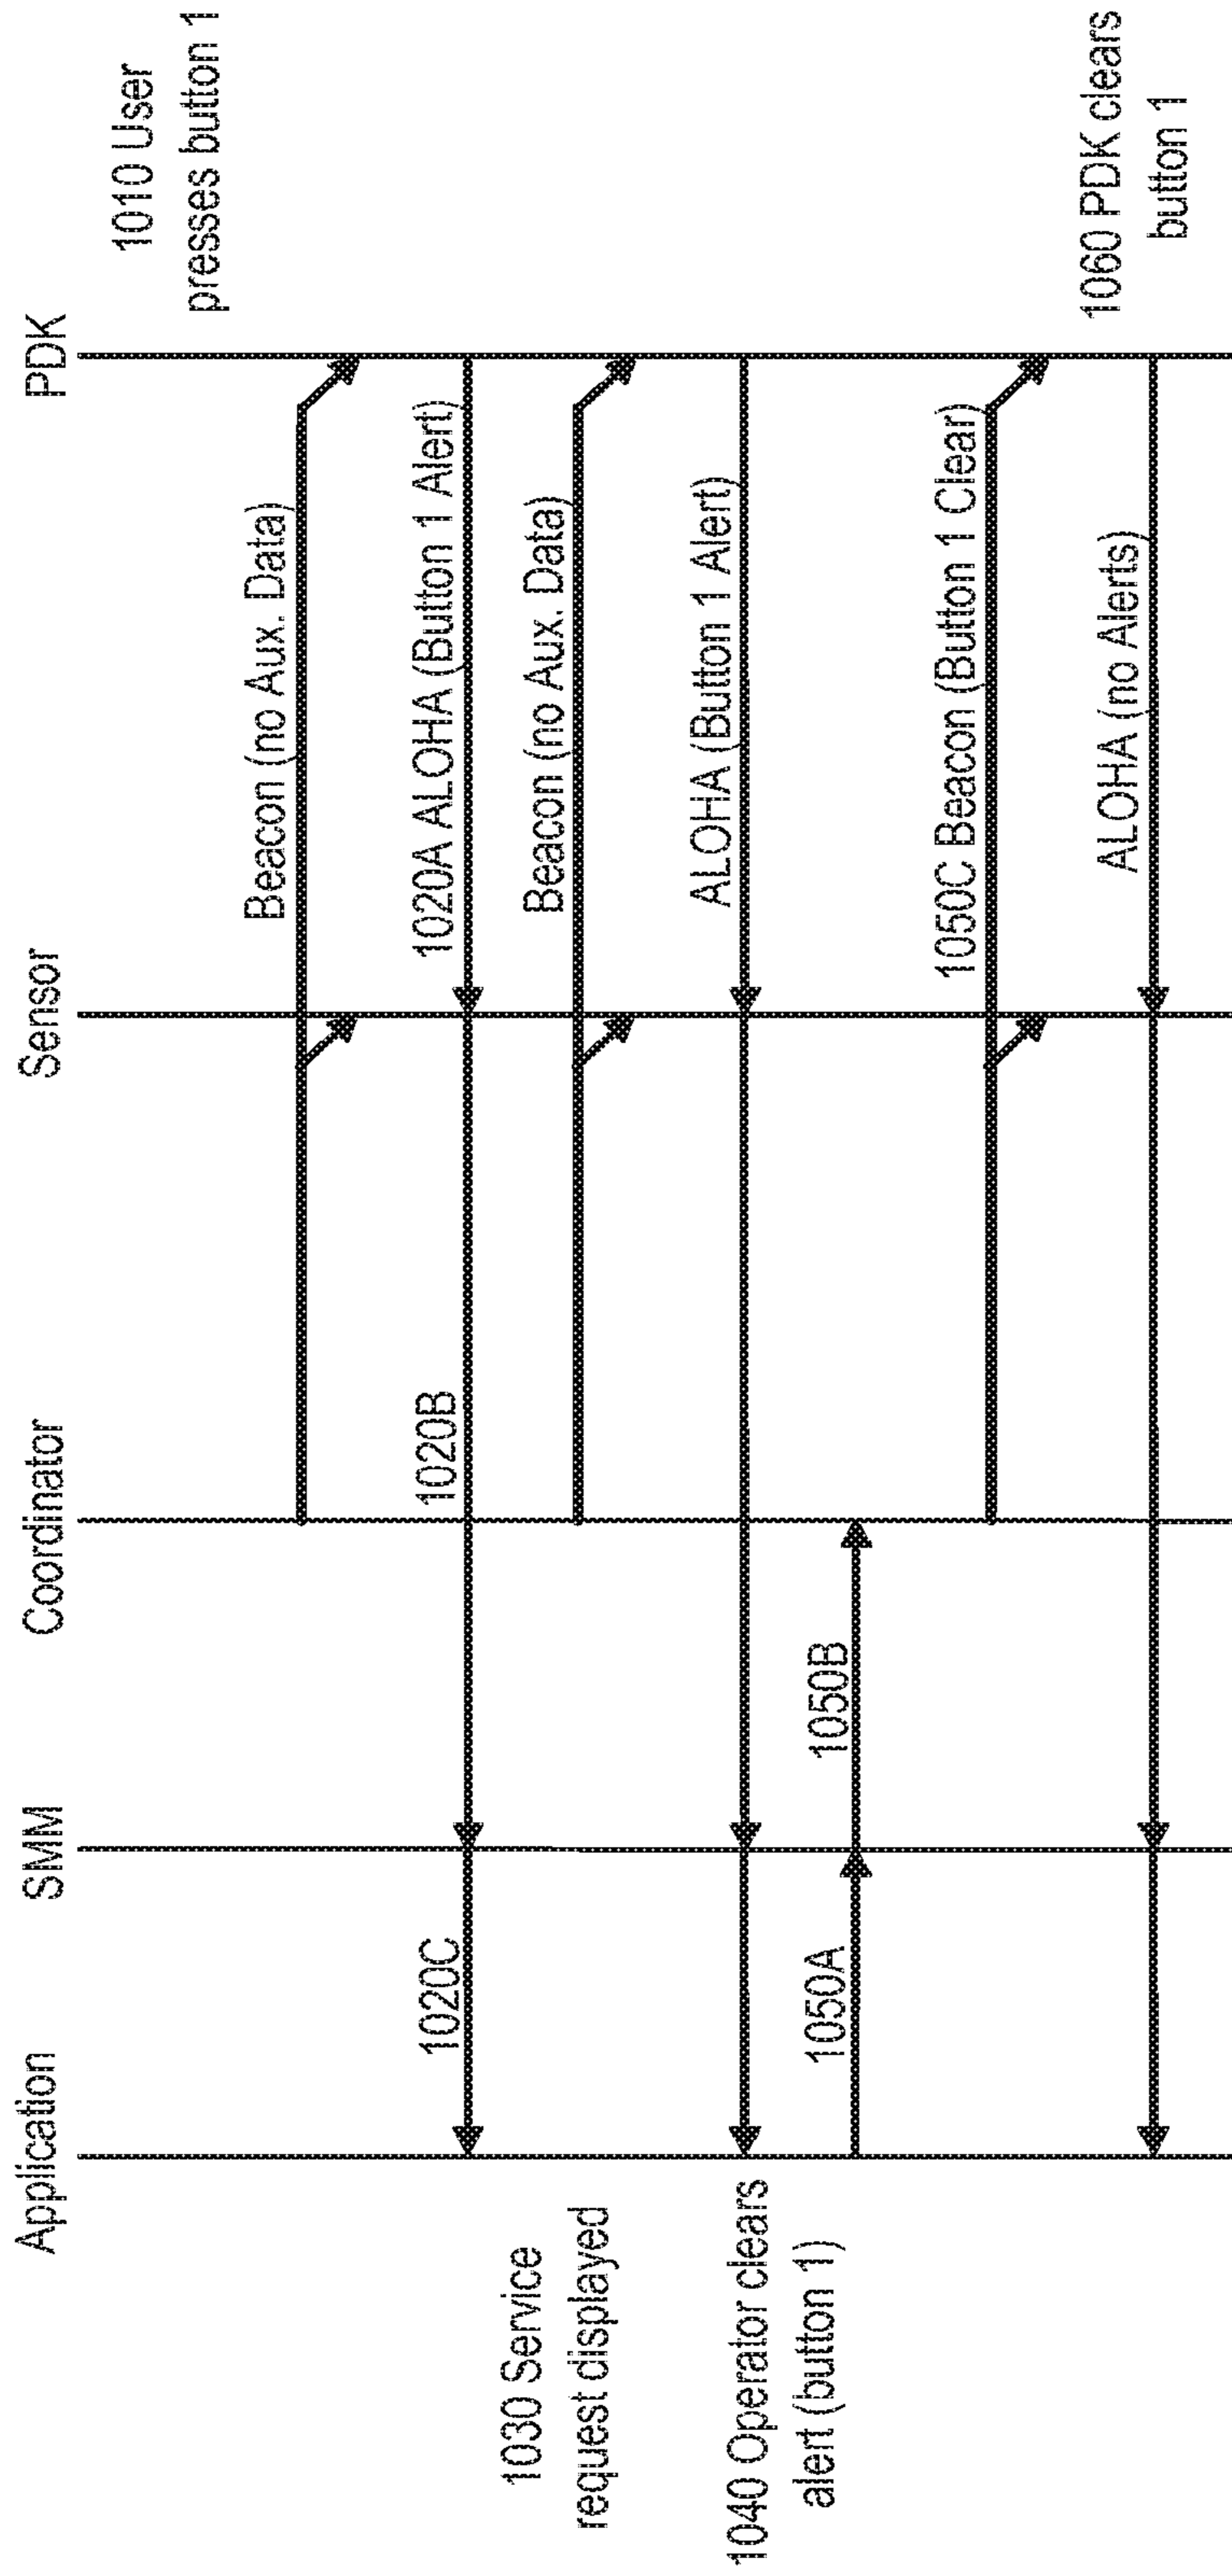 Application
SMM
Coordinator
Sensor
PDK
1010 User
presses button 1
Beacon (no Aux. Data)
1020C
1020B
1020A ALOHA (Button 1 Alert)
1030 Service
request displayed
Beacon (no Aux. Data)
ALOHA (Button 1 Alert)
1040 Operator clears
alert (button 1)
1050A
1050B
1050C Beacon (Button 1 Clear)
1060 PDK clears
button 1
ALOHA (no Alerts)